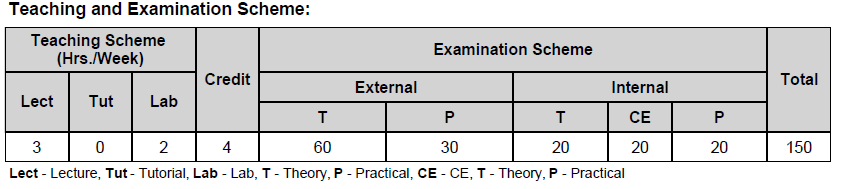 Teaching and Examination Scheme:
Teaching Scheme (Hrs./Week) Credit Examination Scheme Total
Lect Tut Lab External Internal
T P T CE P
3 0 2 4 60 30 20 20 20 150
Lect - Lecture, Tut - Tutorial, Lab - Lab, T - Theory, P - Practical, CE - CE, T - Theory, P - Practical